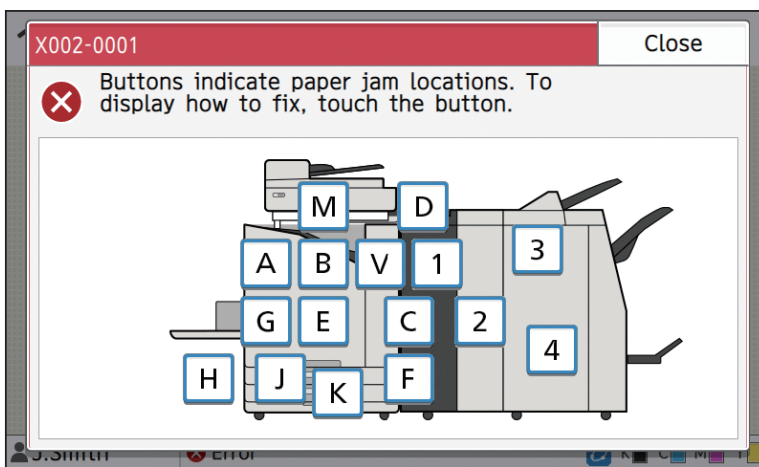 X002-0001
Close
Buttons indicate paper jam locations. To
display how to fix, touch the button.
M
D
A
B
V
1
3
G
E
C
2
4
H
J
K
F
J.Smith
Error
K
C
M